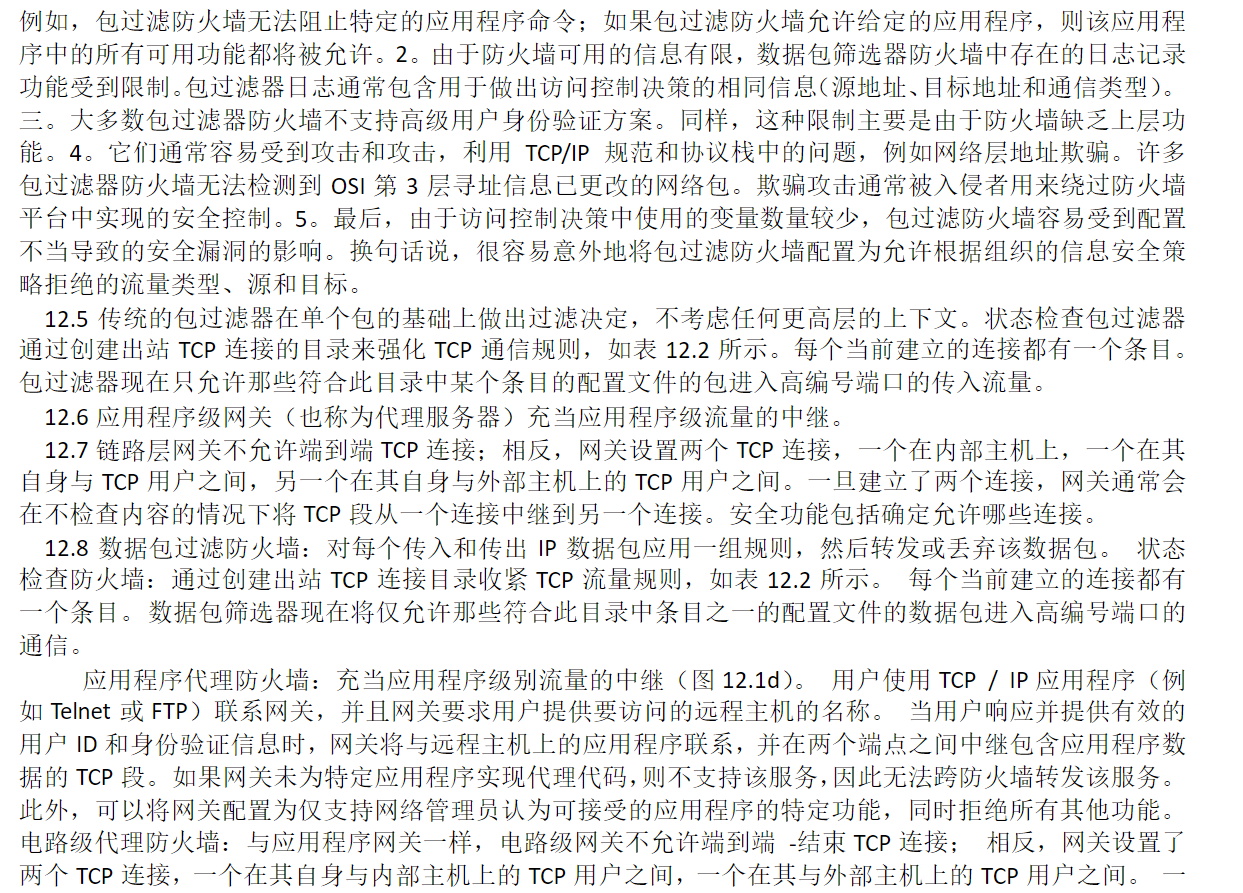 例如，包过滤防火墙无法阻止特定的应用程序命令；如果包过滤防火墙允许给定的应用程序，则该应用程
序中的所有可用功能都将被允许。2。由于防火墙可用的信息有限，数据包筛选器防火墙中存在的日志记录
功能受到限制。包过滤器日志通常包含用于做出访问控制决策的相同信息（源地址、目标地址和通信类型）。
三。大多数包过滤器防火墙不支持高级用户身份验证方案。同样，这种限制主要是由于防火墙缺乏上层功
能。4。它们通常容易受到攻击和攻击，利用 TCP/IP 规范和协议栈中的问题，例如网络层地址欺骗。许多
包过滤器防火墙无法检测到 OSI 第 3 层寻址信息已更改的网络包。欺骗攻击通常被入侵者用来绕过防火墙
平台中实现的安全控制。5。最后，由于访问控制决策中使用的变量数量较少，包过滤防火墙容易受到配置
不当导致的安全漏洞的影响。换句话说，很容易意外地将包过滤防火墙配置为允许根据组织的信息安全策
略拒绝的流量类型、源和目标。
12.5 传统的包过滤器在单个包的基础上做出过滤决定，不考虑任何更高层的上下文。状态检查包过滤器
通过创建出站 TCP 连接的目录来强化 TCP 通信规则，如表 12.2 所示。每个当前建立的连接都有一个条目。
包过滤器现在只允许那些符合此目录中某个条目的配置文件的包进入高编号端口的传入流量。
12.6 应用程序级网关（也称为代理服务器）充当应用程序级流量的中继。
12.7 链路层网关不允许端到端 TCP 连接；相反，网关设置两个 TCP 连接，一个在内部主机上，一个在其
自身与 TCP 用户之间，另一个在其自身与外部主机上的 TCP 用户之间。一旦建立了两个连接，网关通常会
在不检查内容的情况下将 TCP 段从一个连接中继到另一个连接。安全功能包括确定允许哪些连接。
12.8 数据包过滤防火墙：对每个传入和传出 IP 数据包应用一组规则，然后转发或丢弃该数据包。 状态
检查防火墙：通过创建出站 TCP 连接目录收紧 TCP 流量规则，如表 12.2 所示。 每个当前建立的连接都有
一个条目。数据包筛选器现在将仅允许那些符合此目录中条目之一的配置文件的数据包进入高编号端口的
通信。
应用程序代理防火墙：充当应用程序级别流量的中继（图 12.1d）。 用户使用 TCP / IP 应用程序（例
如 Telnet 或 FTP）联系网关，并且网关要求用户提供要访问的远程主机的名称。 当用户响应并提供有效的
用户 ID 和身份验证信息时，网关将与远程主机上的应用程序联系，并在两个端点之间中继包含应用程序数
据的 TCP 段。如果网关未为特定应用程序实现代理代码，则不支持该服务，因此无法跨防火墙转发该服务。
此外，可以将网关配置为仅支持网络管理员认为可接受的应用程序的特定功能，同时拒绝所有其他功能。
电路级代理防火墙：与应用程序网关一样，电路级网关不允许端到端 -结束 TCP 连接； 相反，网关设置了
两个 TCP 连接，一个在其自身与内部主机上的 TCP 用户之间，一个在其与外部主机上的 TCP 用户之间。 一